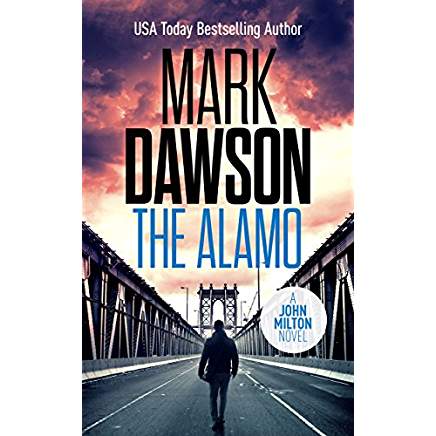 USA Today Bestselling Author
MARK
DAWSON
THE ALAMO
A
JOHN
MILTON
NOVEL